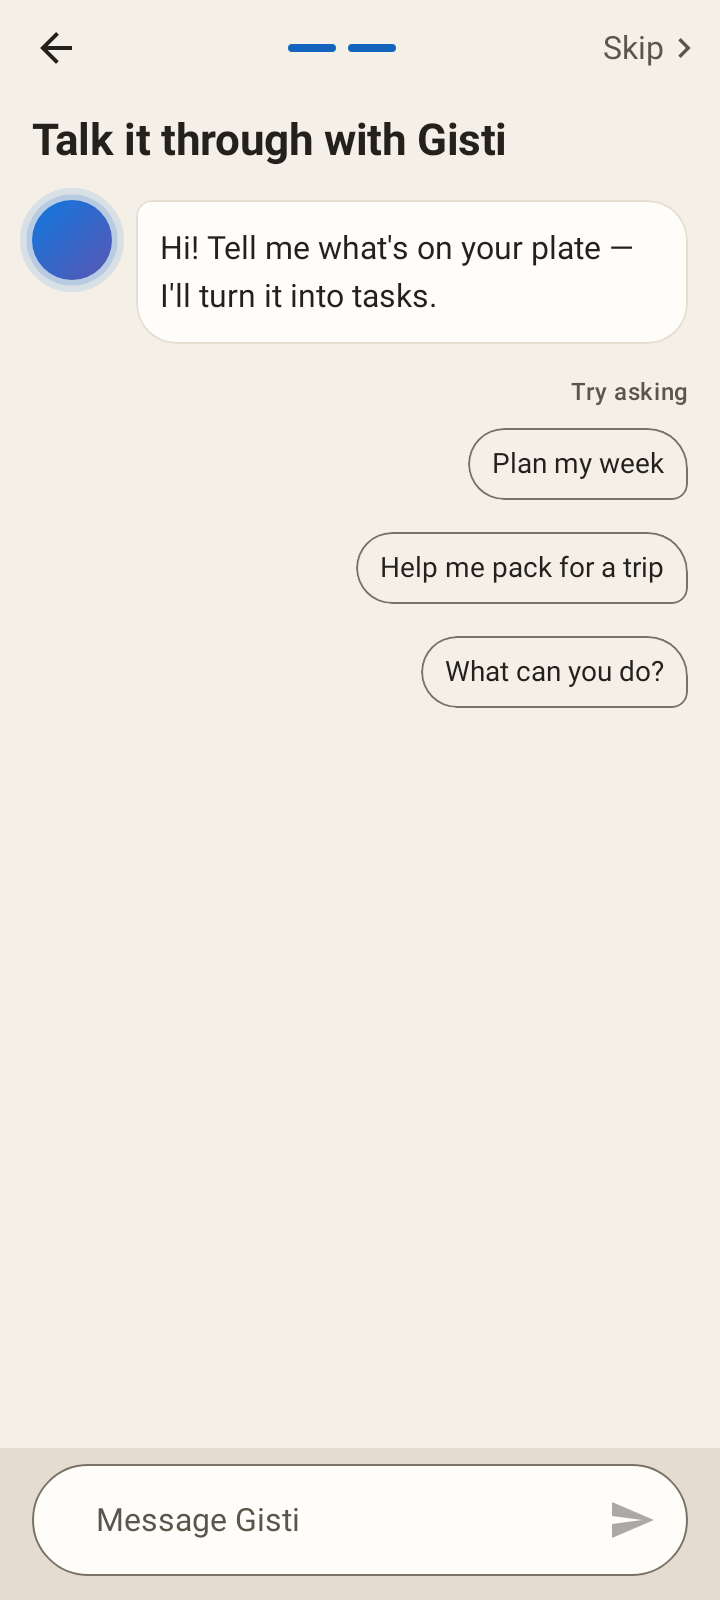 Skip
Talk it through with Gisti
Hi! Tell me what's on your plate —
I'll turn it into tasks.
Try asking
Plan my week
Help me pack for a trip
What can you do?
Message Gisti